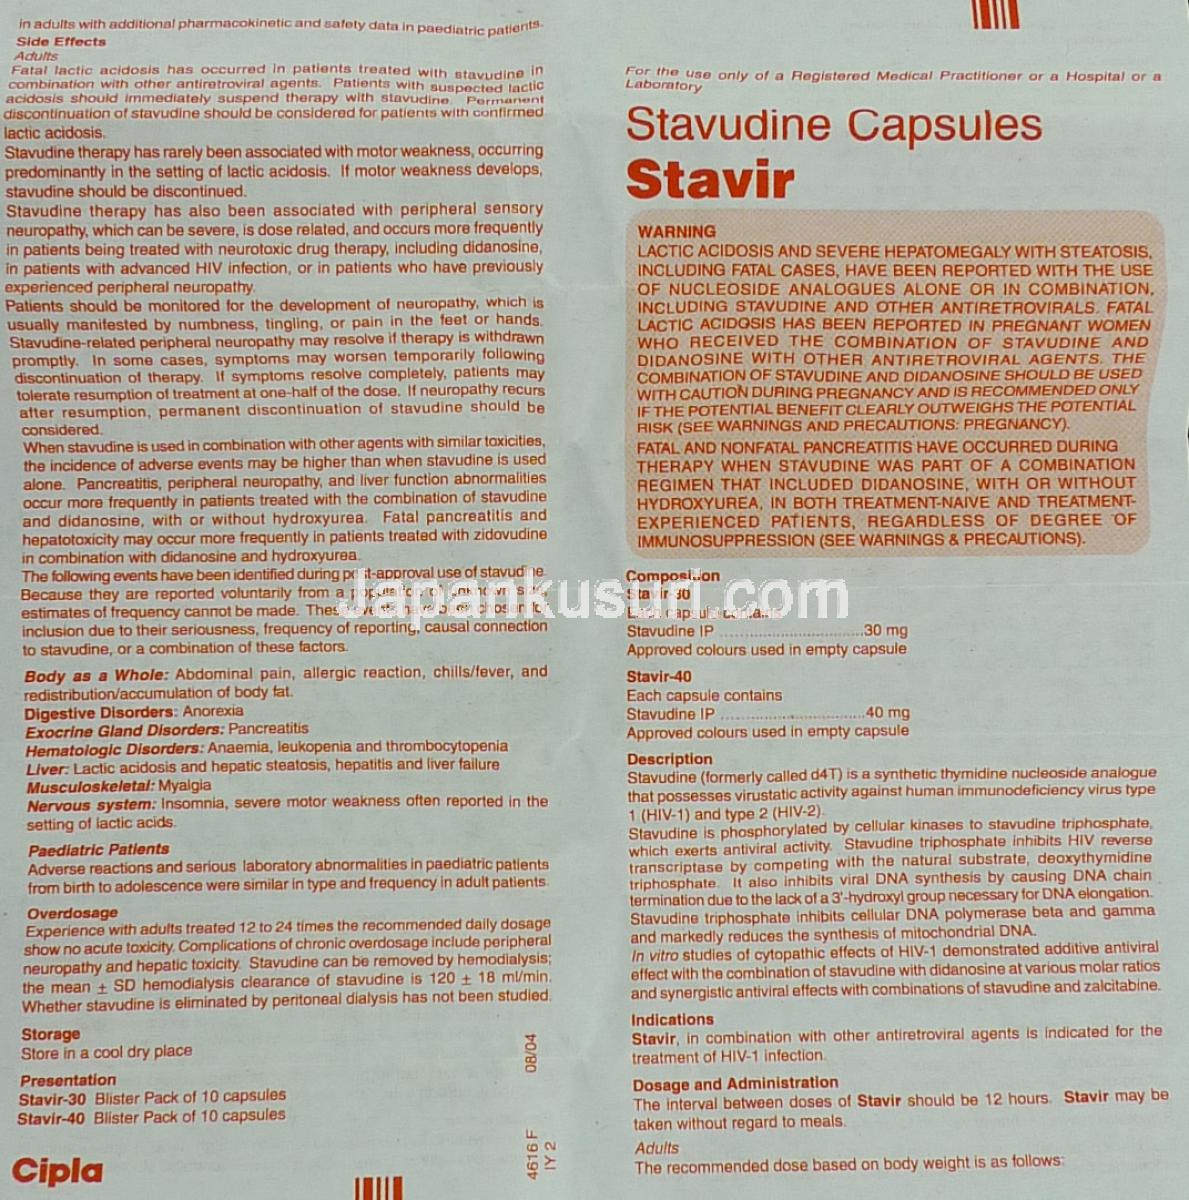 in adults with additional pharmacokinetic and safety data in paediatric patients.
Side Effects
Adults
Fatal lactic acidosis has occurred in patients treated with stavudine in
combination with other antiretroviral agents. Patients with suspected lactic
acidosis should immediately suspend therapy with stavudine. Permanent
discontinuation of stavudine should be considered for patients with confirmed
lactic acidosis.
Stavudine therapy has rarely been associated with motor weakness, occurring
predominantly in the setting of lactic acidosis. If motor weakness develops,
stavudine should be discontinued.
Stavudine therapy has also been associated with peripheral sensory
neuropathy, which can be severe, is dose related, and occurs more frequently
in patients being treated with neurotoxic drug therapy, including didanosine,
in patients with advanced HIV infection, or in patients who have previously
experienced peripheral neuropathy.
Patients should be monitored for the development of neuropathy, which is
usually manifested by numbness, tingling, or pain in the feet or hands.
Stavudine-related peripheral neuropathy may resolve if therapy is withdrawn
promptly. In some cases, symptoms may worsen temporarily following
discontinuation of therapy. If symptoms resolve completely, patients may
tolerate resumption of treatment at one-half of the dose. If neuropathy recurs
after resumption, permanent discontinuation of stavudine should be
considered.
When stavudine is used in combination with other agents with similar toxicities,
the incidence of adverse events may be higher than when stavudine is used
alone. Pancreatitis, peripheral neuropathy, and liver function abnormalities
occur more frequently in patients treated with the combination of stavudine
and didanosine, with or without hydroxyurea. Fatal pancreatitis and
hepatotoxicity may occur more frequently in patients treated with zidovudine
in combination with didanosine and hydroxyurea.
The following events have been identified during post-approval use of stavudine.
Because they are reported voluntarily from a population of unknown size,
estimates of frequency cannot be made. These events have been chosen for
inclusion due to their seriousness, frequency of reporting, causal connection
to stavudine, or a combination of these factors.
Body as a Whole: Abdominal pain, allergic reaction, chills/fever, and
redistribution/accumulation of body fat.
Digestive Disorders: Anorexia
Exocrine Gland Disorders: Pancreatitis
Hematologic Disorders: Anaemia, leukopenia and thrombocytopenia
Liver: Lactic acidosis and hepatic steatosis, hepatitis and liver failure
Musculoskeletal: Myalgia
Nervous system: Insomnia, severe motor weakness often reported in the
setting of lactic acids.
Paediatric Patients
Adverse reactions and serious laboratory abnormalities in paediatric patients
from birth to adolescence were similar in type and frequency in adult patients.
Overdosage
Experience with adults treated 12 to 24 times the recommended daily dosage
show no acute toxicity. Complications of chronic overdosage include peripheral
neuropathy and hepatic toxicity. Stavudine can be removed by hemodialysis;
the mean ± SD hemodialysis clearance of stavudine is 120 ± 18 ml/min.
Whether stavudine is eliminated by peritoneal dialysis has not been studied.
Storage
Store in a cool dry place
Presentation
Stavir-30 Blister Pack of 10 capsules
Stavir-40 Blister Pack of 10 capsules
Cipla
08/04
4616 F
IY 2
For the use only of a Registered Medical Practitioner or a Hospital or a
Laboratory
Stavudine Capsules
Stavir
WARNING
LACTIC ACIDOSIS AND SEVERE HEPATOMEGALY WITH STEATOSIS,
INCLUDING FATAL CASES, HAVE BEEN REPORTED WITH THE USE
OF NUCLEOSIDE ANALOGUES ALONE OR IN COMBINATION,
INCLUDING STAVUDINE AND OTHER ANTIRETROVIRALS. FATAL
LACTIC ACIDOSIS HAS BEEN REPORTED IN PREGNANT WOMEN
WHO RECEIVED THE COMBINATION OF STAVUDINE AND
DIDANOSINE WITH OTHER ANTIRETROVIRAL AGENTS. THE
COMBINATION OF STAVUDINE AND DIDANOSINE SHOULD BE USED
WITH CAUTION DURING PREGNANCY AND IS RECOMMENDED ONLY
IF THE POTENTIAL BENEFIT CLEARLY OUTWEIGHS THE POTENTIAL
RISK (SEE WARNINGS AND PRECAUTIONS: PREGNANCY).
FATAL AND NONFATAL PANCREATITIS HAVE OCCURRED DURING
THERAPY WHEN STAVUDINE WAS PART OF A COMBINATION
REGIMEN THAT INCLUDED DIDANOSINE, WITH OR WITHOUT
HYDROXYUREA, IN BOTH TREATMENT-NAIVE AND TREATMENT-
EXPERIENCED PATIENTS, REGARDLESS OF DEGREE OF
IMMUNOSUPPRESSION (SEE WARNINGS & PRECAUTIONS).
Composition
Stavir-30
Each capsule contains
Stavudine IP ................................30 mg
Approved colours used in empty capsule
Stavir-40
Each capsule contains
Stavudine IP ................................40 mg
Approved colours used in empty capsule
Description
Stavudine (formerly called d4T) is a synthetic thymidine nucleoside analogue
that possesses virustatic activity against human immunodeficiency virus type
1 (HIV-1) and type 2 (HIV-2).
Stavudine is phosphorylated by cellular kinases to stavudine triphosphate,
which exerts antiviral activity. Stavudine triphosphate inhibits HIV reverse
transcriptase by competing with the natural substrate, deoxythymidine
triphosphate. It also inhibits viral DNA synthesis by causing DNA chain
termination due to the lack of a 3'-hydroxyl group necessary for DNA elongation.
Stavudine triphosphate inhibits cellular DNA polymerase beta and gamma
and markedly reduces the synthesis of mitochondrial DNA.
In vitro studies of cytopathic effects of HIV-1 demonstrated additive antiviral
effect with the combination of stavudine with didanosine at various molar ratios
and synergistic antiviral effects with combinations of stavudine and zalcitabine.
Indications
Stavir, in combination with other antiretroviral agents is indicated for the
treatment of HIV-1 infection.
Dosage and Administration
The interval between doses of Stavir should be 12 hours. Stavir may be
taken without regard to meals.
Adults
The recommended dose based on body weight is as follows:
Japankusuri.com